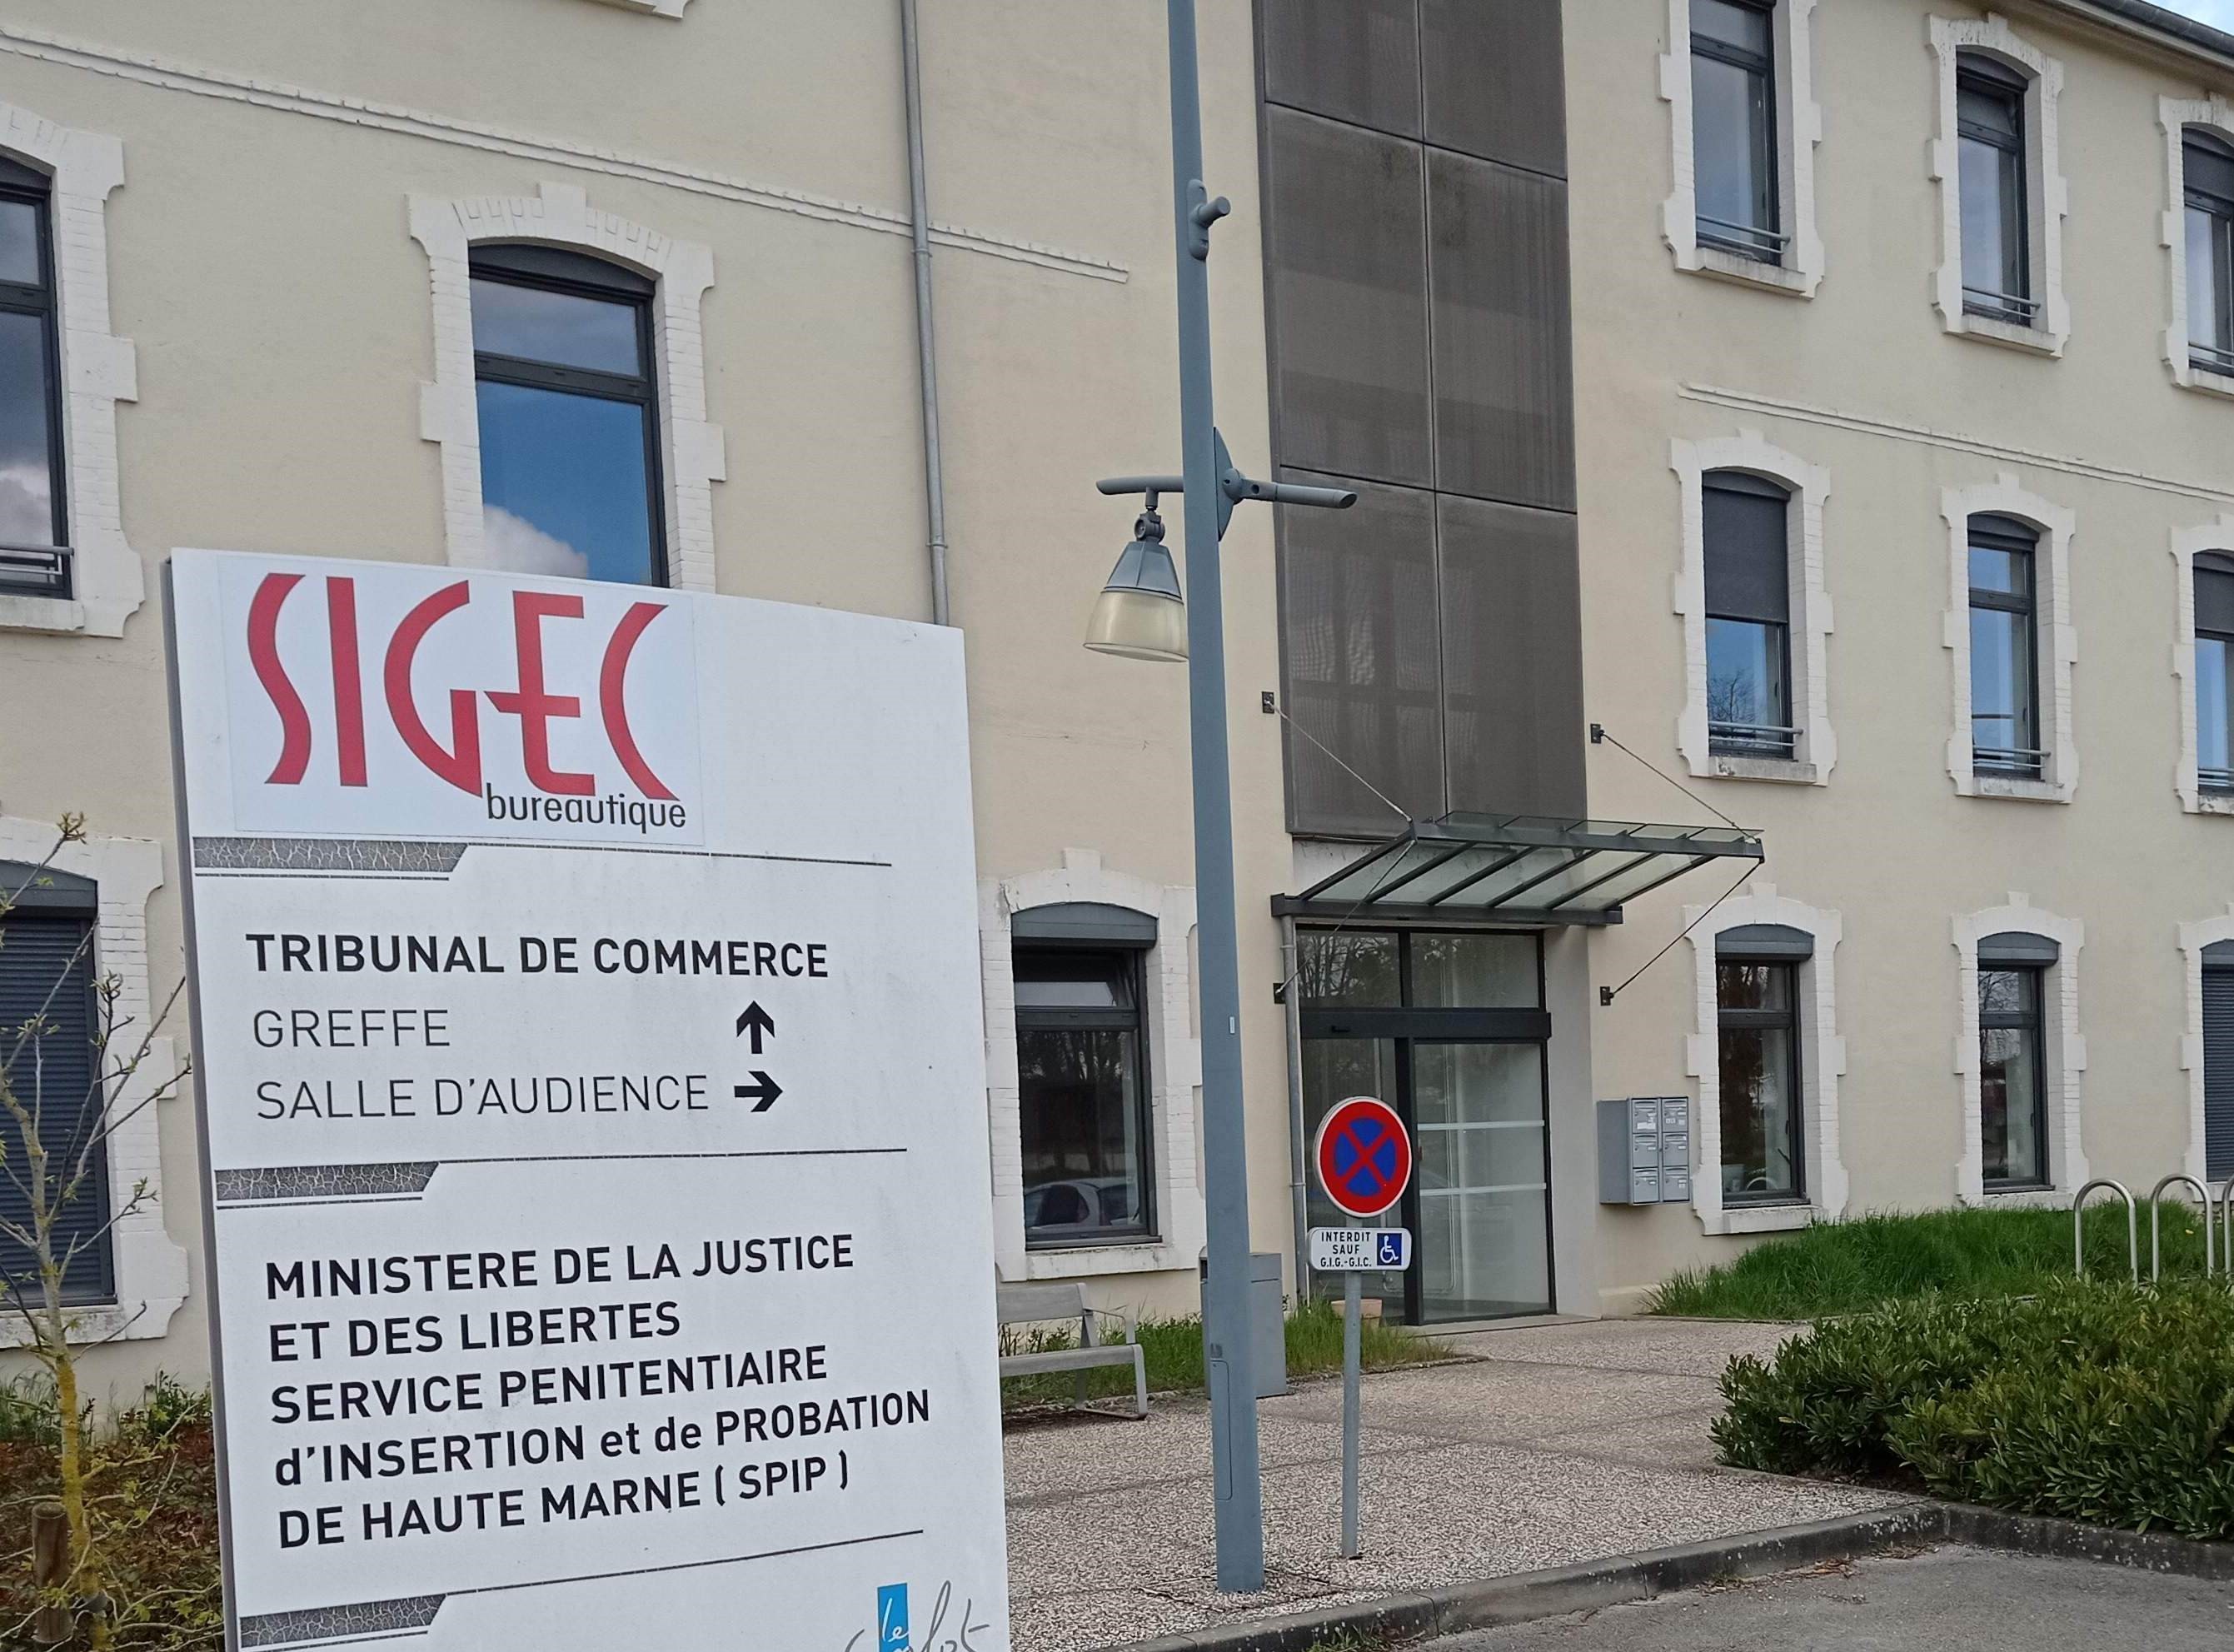 SIGEC
bureautique
TRIBUNAL DE COMMERCE
GREFFE
SALLE D'AUDIENCE
MINISTERE DE LA JUSTICE
ET DES LIBERTES
SERVICE PENITENTIAIRE
d'INSERTION et de PROBATION
DE HAUTE MARNE ( SPIP )
le
INTERDIT
SAUF
G.I.G.-G.I.C.